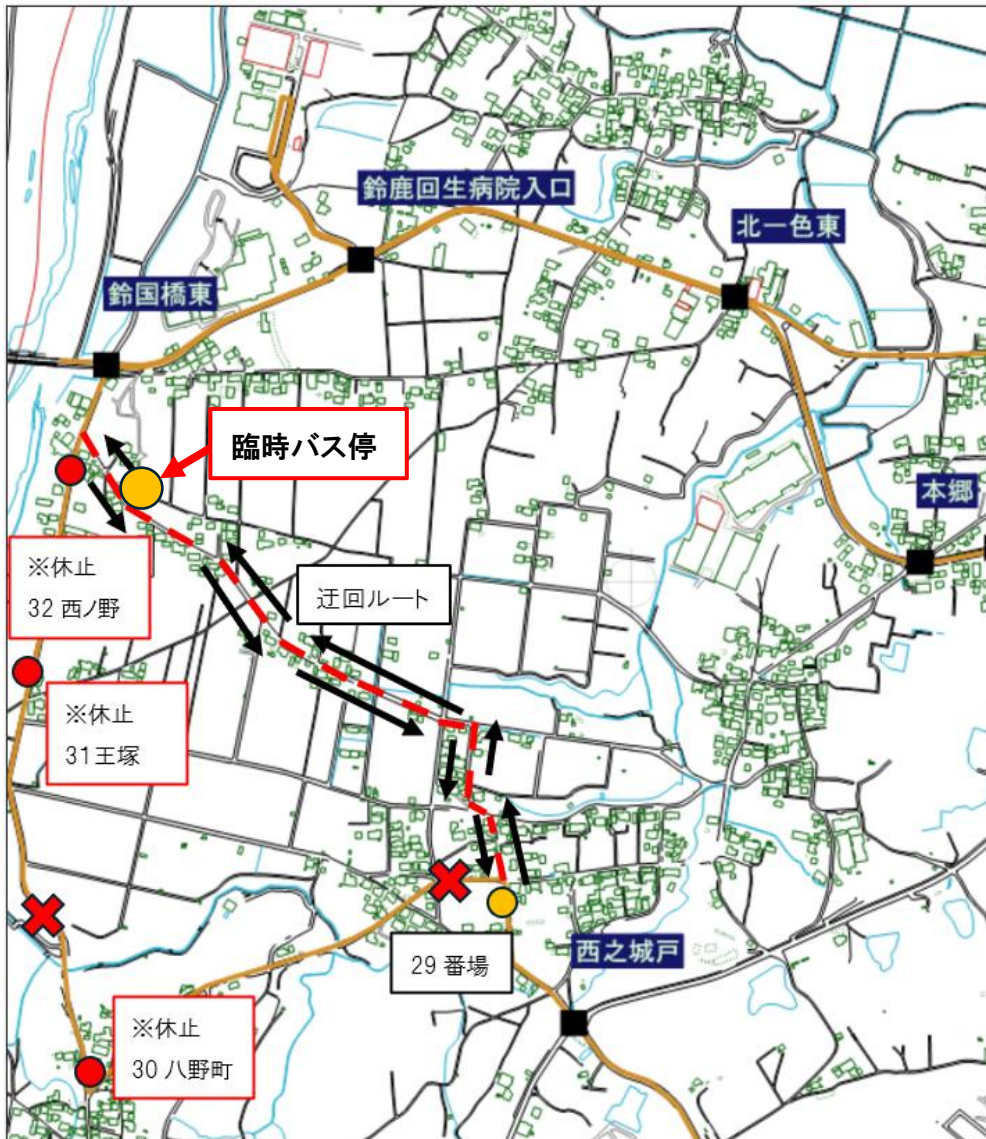 鈴鹿回生病院入口
北一色東
鈴国橋東
臨時バス停
本郷
※休止
32 西ノ野
迂回ルート
※休止
31 王塚
29 番場
西之城戸
※休止
30 八野町